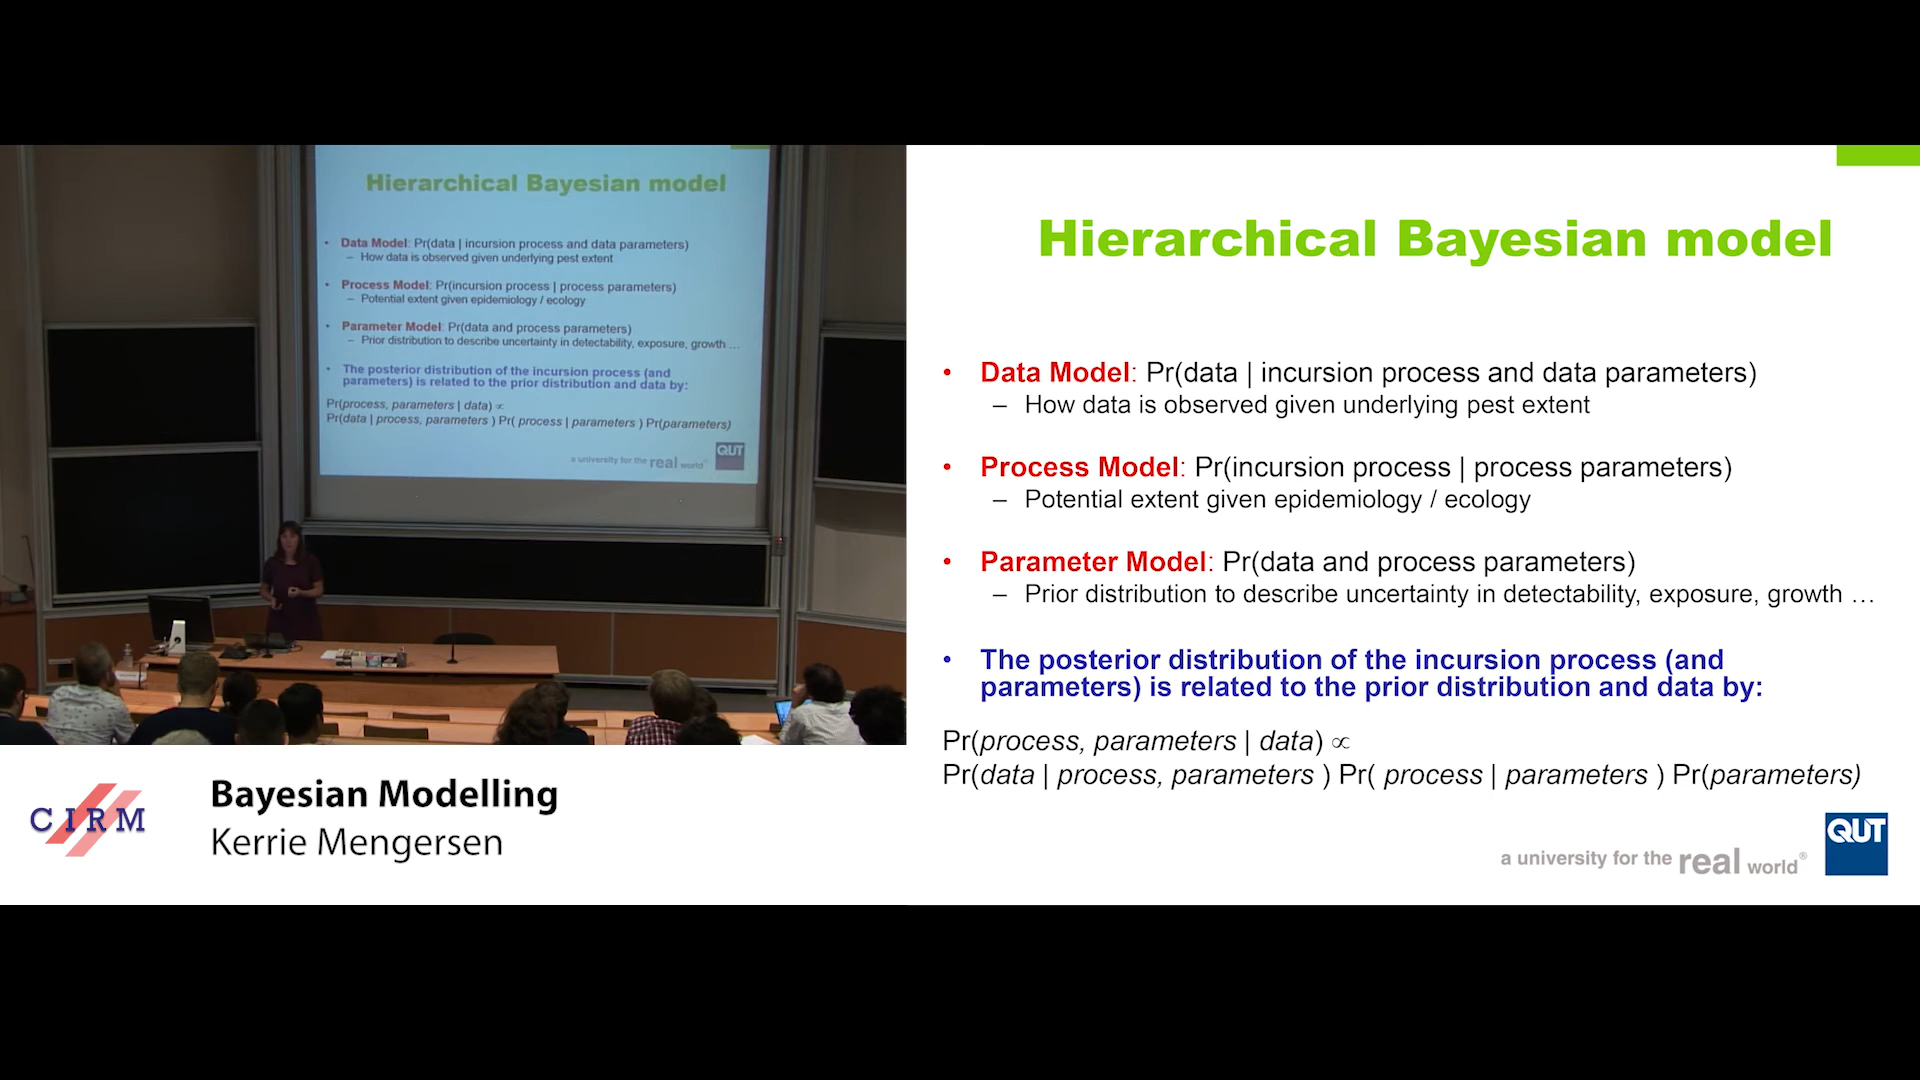 Hierarchical Bayesian model
• Data Model: Pr(data | incursion process and data parameters)
– How data is observed given underlying pest extent
• Process Model: Pr(incursion process | process parameters)
– Potential extent given epidemiology / ecology
• Parameter Model: Pr(data and process parameters)
– Prior distribution to describe uncertainty in detectability, exposure, growth ...
• The posterior distribution of the incursion process (and
parameters) is related to the prior distribution and data by:
Pr(process, parameters | data) ∝
Pr(data | process, parameters ) Pr( process | parameters ) Pr(parameters)
a university for the real world
QUT
CIRM
Bayesian Modelling
Kerrie Mengersen
Hierarchical Bayesian model
• Data Model: Pr(data | incursion process and data parameters)
– How data is observed given underlying pest extent
• Process Model: Pr(incursion process | process parameters)
– Potential extent given epidemiology / ecology
• Parameter Model: Pr(data and process parameters)
– Prior distribution to describe uncertainty in detectability, exposure, growth …
• The posterior distribution of the incursion process (and
parameters) is related to the prior distribution and data by:
Pr(process, parameters | data) ∝
Pr(data | process, parameters ) Pr( process | parameters ) Pr(parameters)
a university for the real world®
QUT